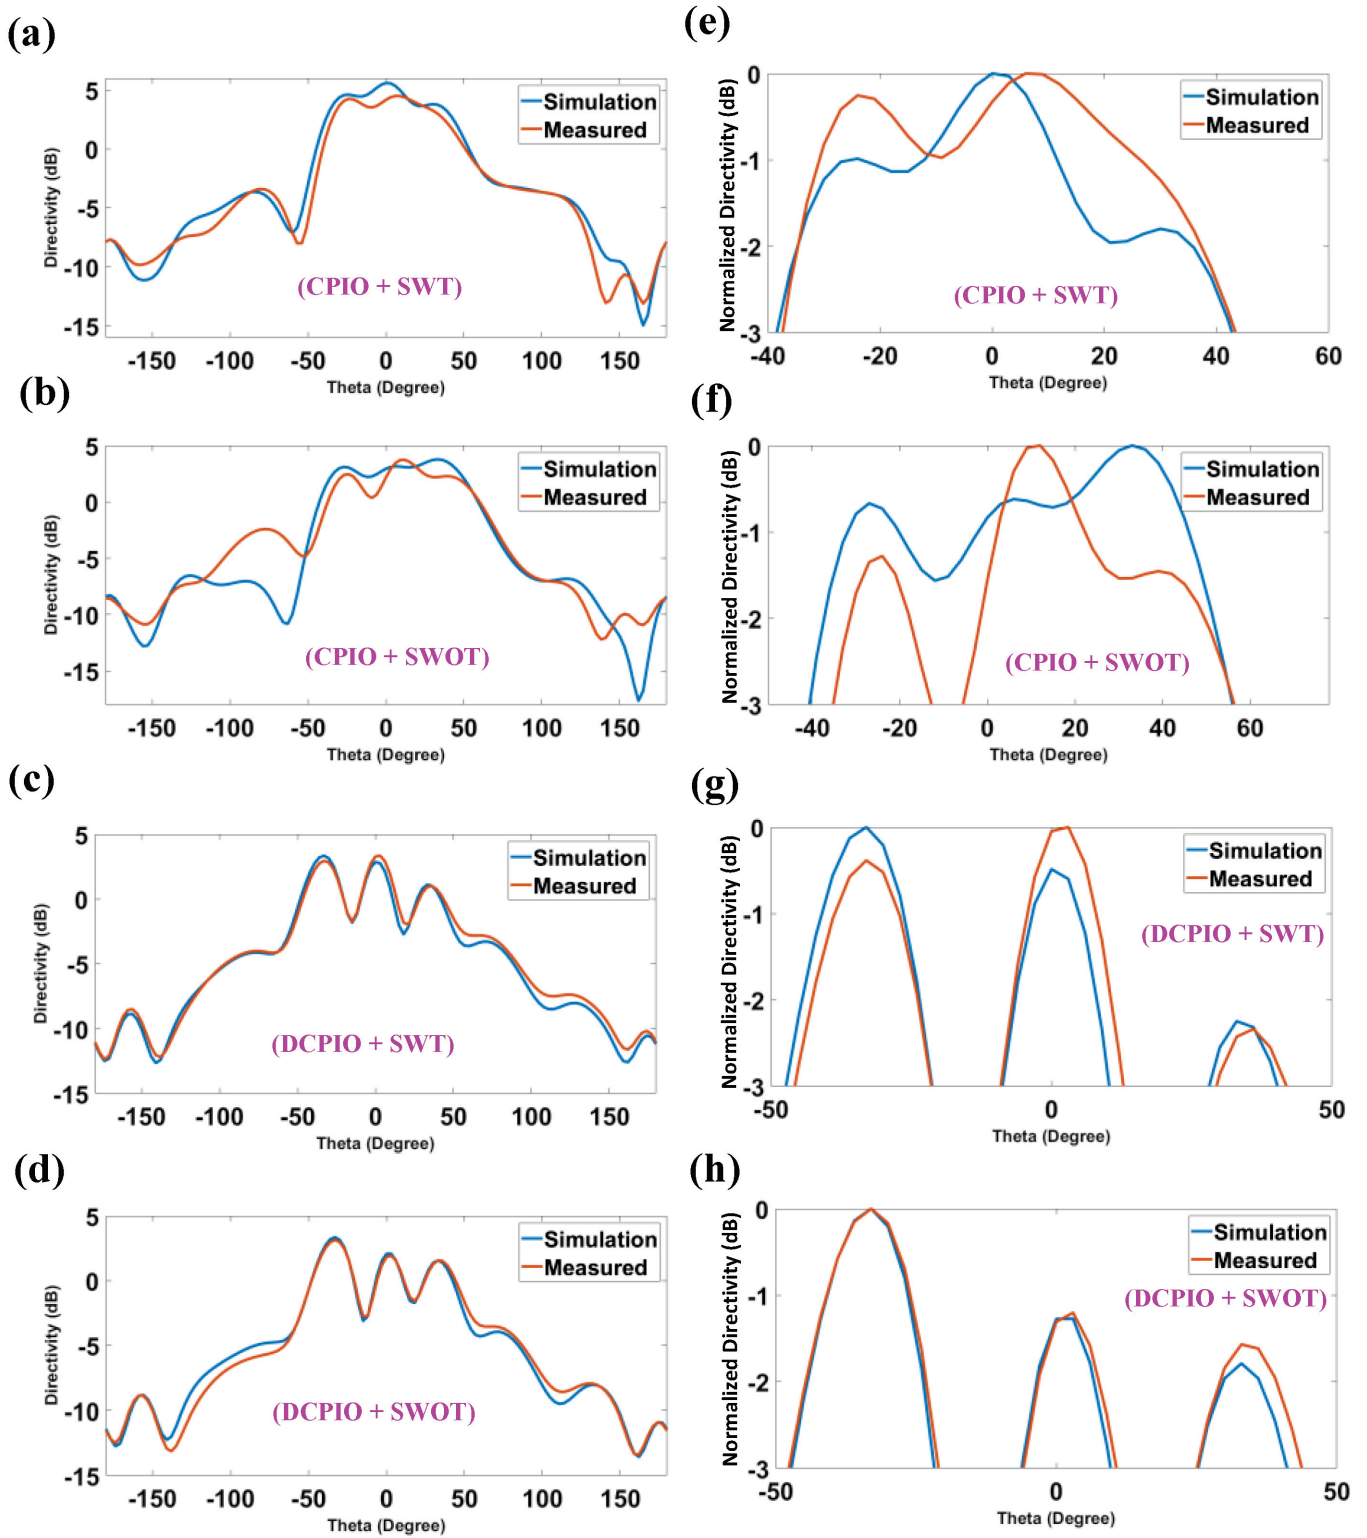 (a)
5
0
-5
-10
-15
Directivity (dB)
Simulation
Measured
(CPIO + SWT)
-150 -100 -50 0 50 100 150
Theta (Degree)
(e)
0
-1
-2
-3
Normalized Directivity (dB)
Simulation
Measured
(CPIO + SWT)
-40 -20 0 20 40 60
Theta (Degree)
(b)
5
0
-5
-10
-15
Directivity (dB)
Simulation
Measured
(CPIO + SWOT)
-150 -100 -50 0 50 100 150
Theta (Degree)
(f)
0
-1
-2
-3
Normalized Directivity (dB)
Simulation
Measured
(CPIO + SWOT)
-40 -20 0 20 40 60
Theta (Degree)
(c)
5
0
-5
-10
-15
Directivity (dB)
Simulation
Measured
(DCPIO + SWT)
-150 -100 -50 0 50 100 150
Theta (Degree)
(g)
0
-1
-2
-3
Normalized Directivity (dB)
Simulation
Measured
(DCPIO + SWT)
-50 0 50
Theta (Degree)
(d)
5
0
-5
-10
-15
Directivity (dB)
Simulation
Measured
(DCPIO + SWOT)
-150 -100 -50 0 50 100 150
Theta (Degree)
(h)
0
-1
-2
-3
Normalized Directivity (dB)
Simulation
Measured
(DCPIO + SWOT)
-50 0 50
Theta (Degree)